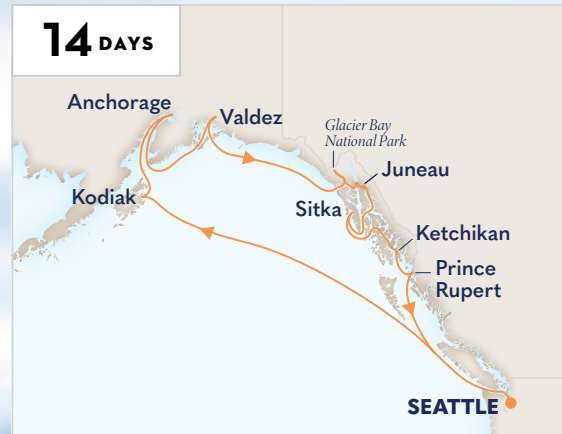 14 DAYS
Anchorage
Valdez
Glacier Bay
National Park
Juneau
Kodiak
Sitka
Ketchikan
Prince
Rupert
SEATTLE